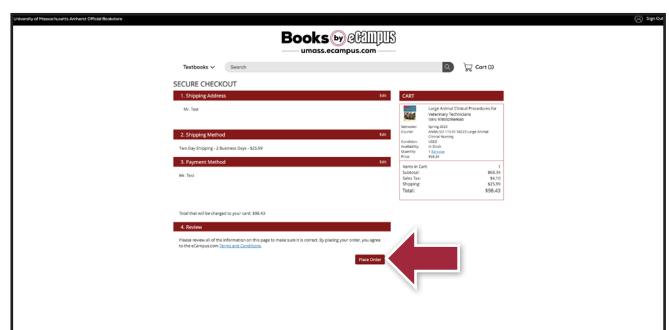 University of Massachusetts Amherst Official Bookstore
Sign Out
Books by eCampus
umass.ecampus.com
Textbooks
Search
Cart (1)
SECURE CHECKOUT
1. Shipping Address Edit
Mr. Test
2. Shipping Method Edit
Two Day Shipping - 2 Business Days - $25.99
3. Payment Method Edit
Mr. Test
Total that will be charged to your card: $98.43
4. Review
Please review all of the information on this page to make sure it is correct. By placing your order, you agree
to the eCampus.com Terms and Conditions.
Place Order
CART
Large Animal Clinical Procedures for
Veterinary Technicians
Semester: Spring 2023
Course: Large Animal
Clinical Nursing
Condition: USED
Availability: In Stock
Quantity: 1 Remove
Price: $68.34
Items in Cart: 1
Subtotal: $68.34
Sales Tax: $4.10
Shipping: $25.99
Total: $98.43